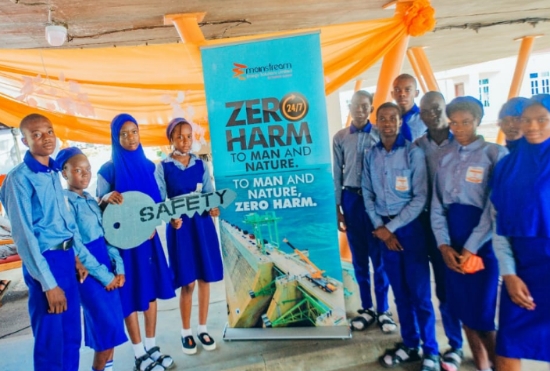 mainstream
ZERO
24/7
HARM
TO MAN AND
NATURE.
TO MAN AND
NATURE,
ZERO HARM.
SAFETY